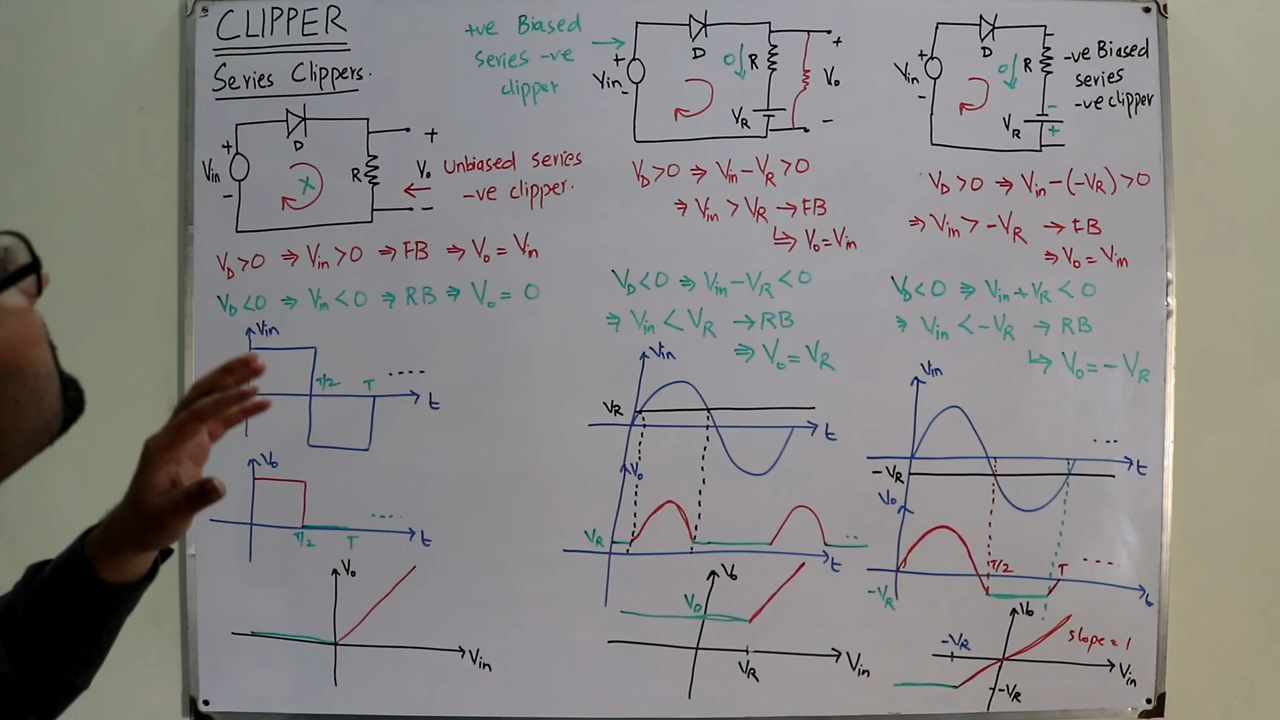 CLIPPER
Series Clippers.
+
Vin
-
D
R
+
Vo
-
Unbiased series
-ve clipper.
VD>0 ⇒ Vin>0 ⇒ FB ⇒ Vo = Vin
VD<0 ⇒ Vin<0 ⇒ RB ⇒ Vo = 0
Vin
T/2 T .... t
Vo
T/2 T .... t
Vo
Vin
+ve Biased
series -ve
clipper
+
Vin
-
D
R
VR
+
Vo
-
VD>0 ⇒ Vin-VR>0
⇒ Vin > VR → FB
↳ Vo = Vin
VD<0 ⇒ Vin-VR<0
⇒ Vin < VR → RB
⇒ Vo = VR
Vin
VR
t
Vo
VR ..
t
Vo
VD
VR Vin
+
Vin
-
D
R
-
VR
+
-ve Biased
series
-ve clipper
VD>0 ⇒ Vin-(-VR)>0
⇒ Vin > -VR → FB
⇒ Vo = Vin
VD<0 ⇒ Vin+VR<0
⇒ Vin < -VR → RB
↳ Vo = -VR
Vin
...
t
-VR
Vo
T/2 T ....
-VR t
Vo
slope = 1
-VR
Vin
-VR